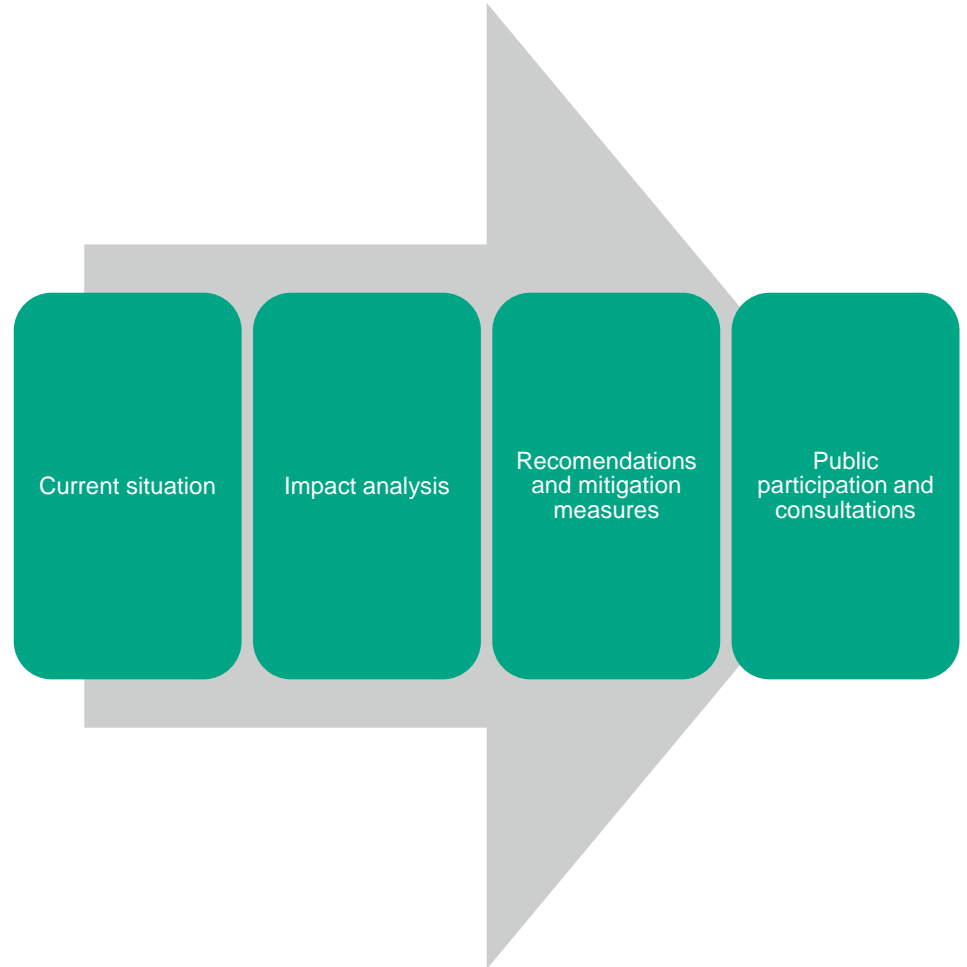 Current situation
Impact analysis
Recomendations
and mitigation
measures
Public
participation and
consultations